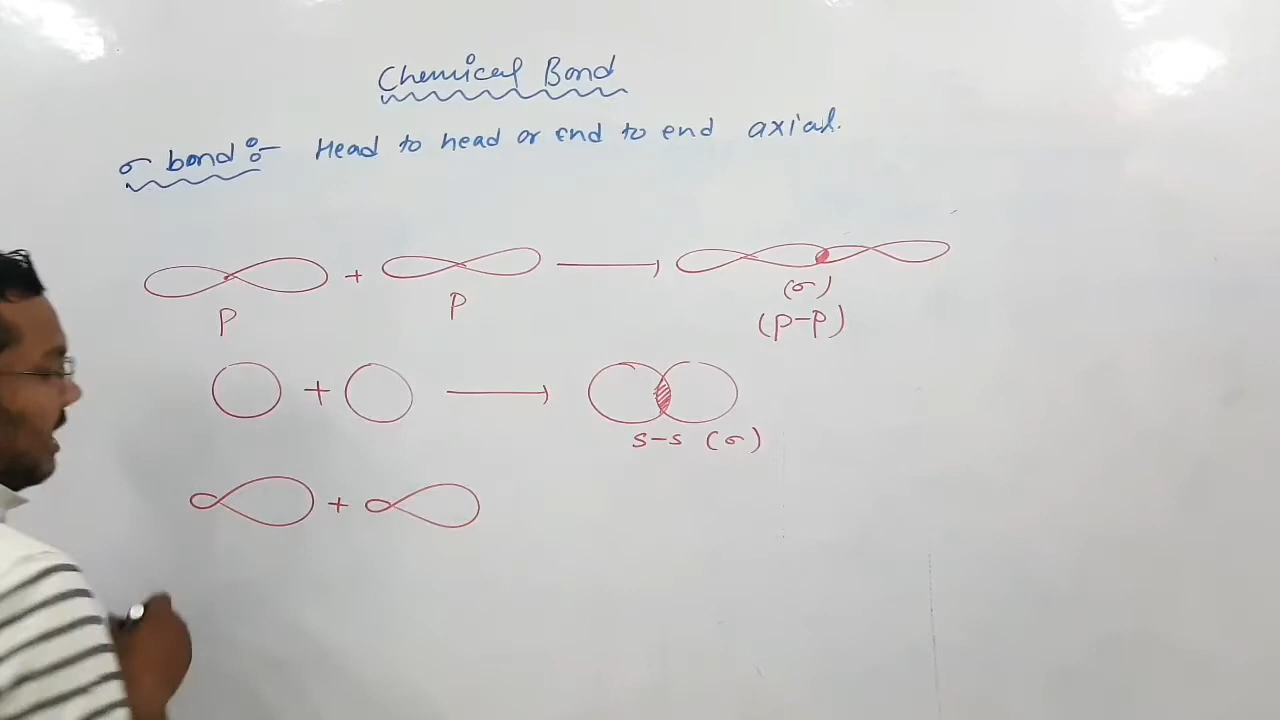 Chemical Bond
σ bond :- Head to head or end to end axial.
+
P P
(σ)
(P-P)
+
S-S (σ)
+